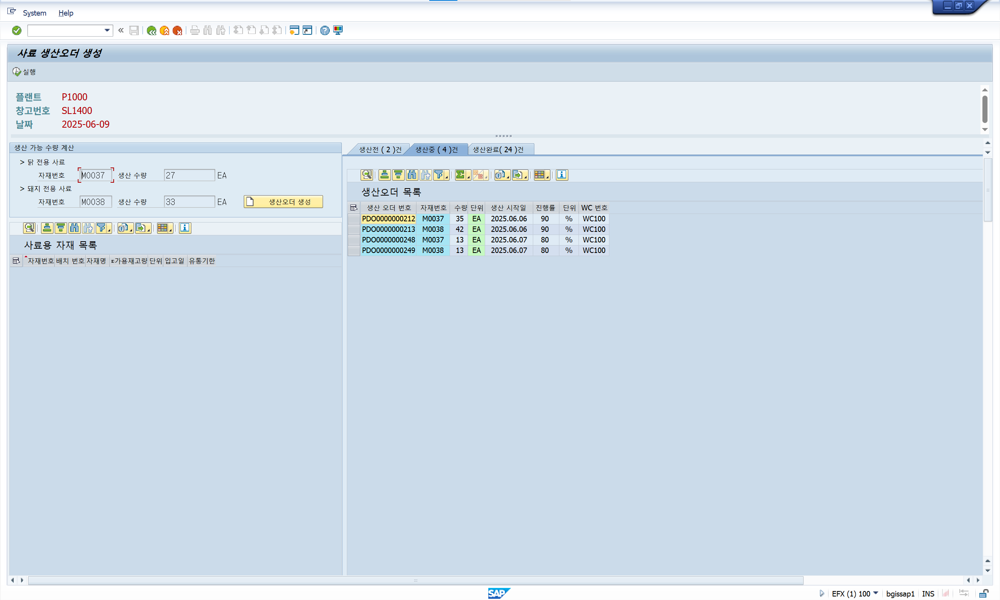 System Help
사료 생산오더 생성
실행
플랜트 P1000
창고번호 SL1400
날짜 2025-06-09
생산 가능 수량 계산
> 닭 전용 사료
자재번호 M0037 생산 수량 27 EA
> 돼지 전용 사료
자재번호 M0038 생산 수량 33 EA 생산오더 생성
사료용 자재 목록
자재번호 배치 번호 자재명 가용재고량 단위 입고일 유통기한
생산전 ( 2 )건 생산중 ( 4 )건 생산완료( 24 )건
생산오더 목록
생산 오더 번호 자재번호 수량 단위 생산 시작일 진행률 단위 WC 번호
PDO0000000212 M0037 35 EA 2025.06.06 90 % WC100
PDO0000000213 M0038 42 EA 2025.06.06 90 % WC100
PDO0000000248 M0037 13 EA 2025.06.07 80 % WC100
PDO0000000249 M0038 13 EA 2025.06.07 80 % WC100
SAP
EFX (1) 100 bgissap1 INS